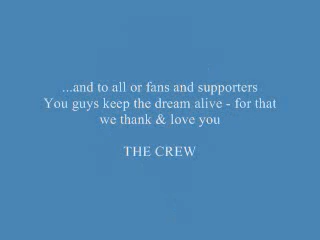 ...and to all or fans and supporters
You guys keep the dream alive - for that
we thank & love you
THE CREW